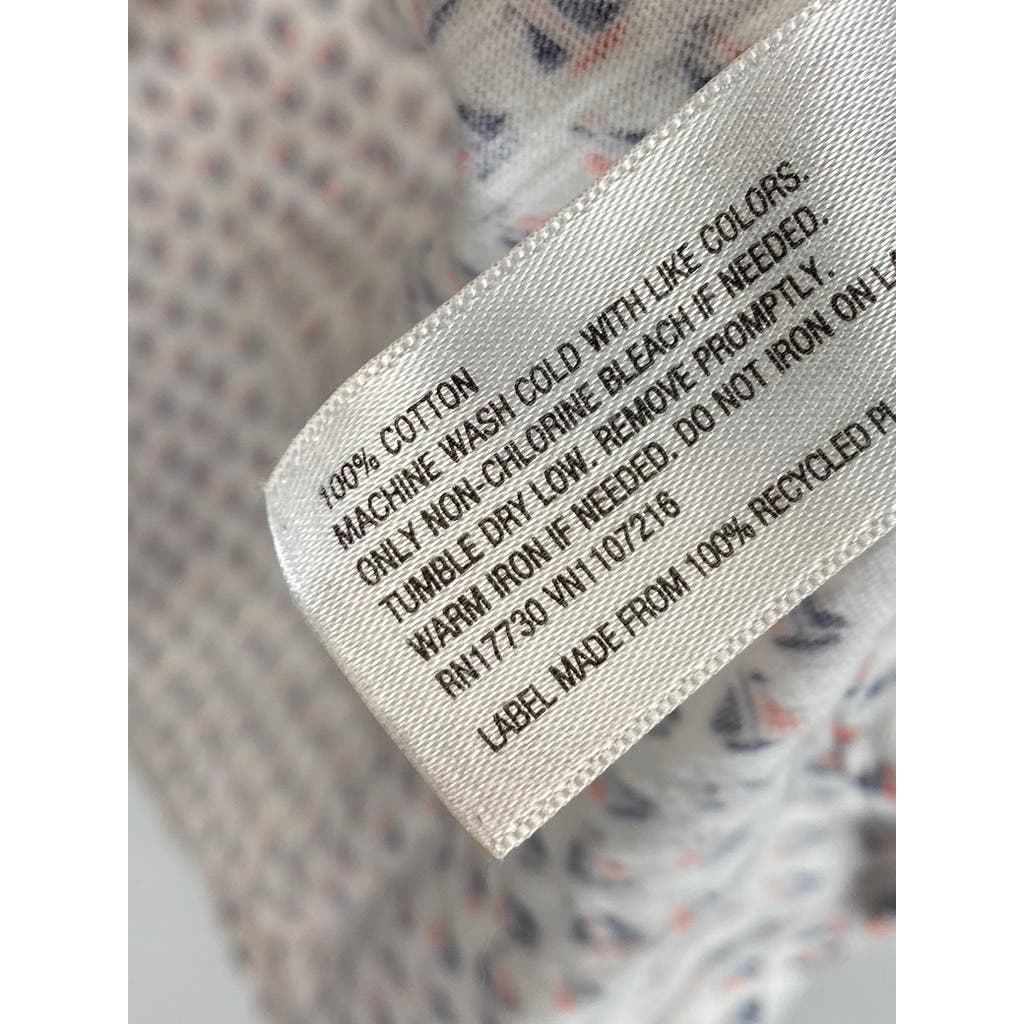 100% COTTON
MACHINE WASH COLD WITH LIKE COLORS.
ONLY NON-CHLORINE BLEACH IF NEEDED.
TUMBLE DRY LOW. REMOVE PROMPTLY.
WARM IRON IF NEEDED. DO NOT IRON ON
RN17730 VN1107216
LABEL MADE FROM 100% RECYCLED